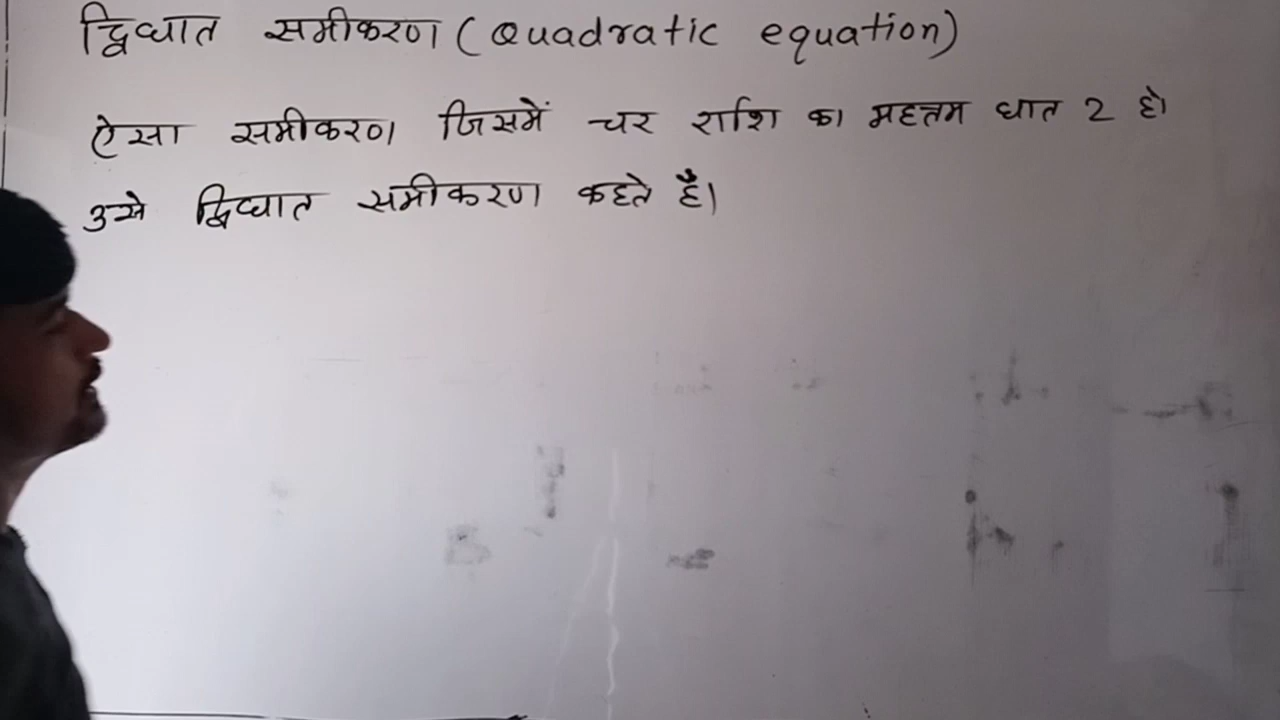 द्विघात समीकरण (Quadratic equation)
ऐसा समीकरण जिसमें चर राशि का महत्तम घात 2 हो
उसे द्विघात समीकरण कहते हैं।